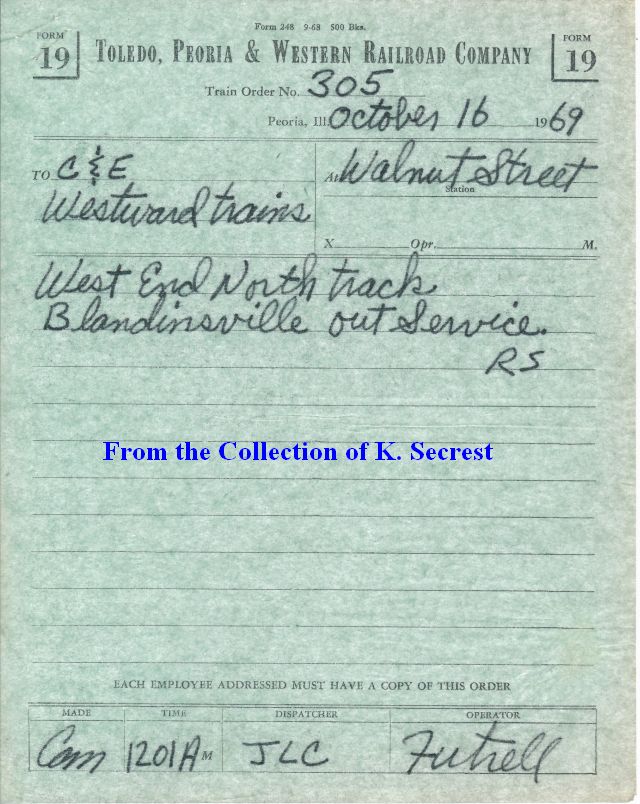 Form 248 9-68 500 Bks.
FORM 19
TOLEDO, PEORIA & WESTERN RAILROAD COMPANY
FORM 19
Train Order No. 305
Peoria, Ill. October 16 1969
TO C & E
At Walnut Street
Station
Westward trains
X Opr. M.
West End North track
Blandinsville out Service.
RS
From the Collection of K. Secrest
EACH EMPLOYEE ADDRESSED MUST HAVE A COPY OF THIS ORDER
MADE TIME DISPATCHER OPERATOR
Com 1201A M JLC Futrell